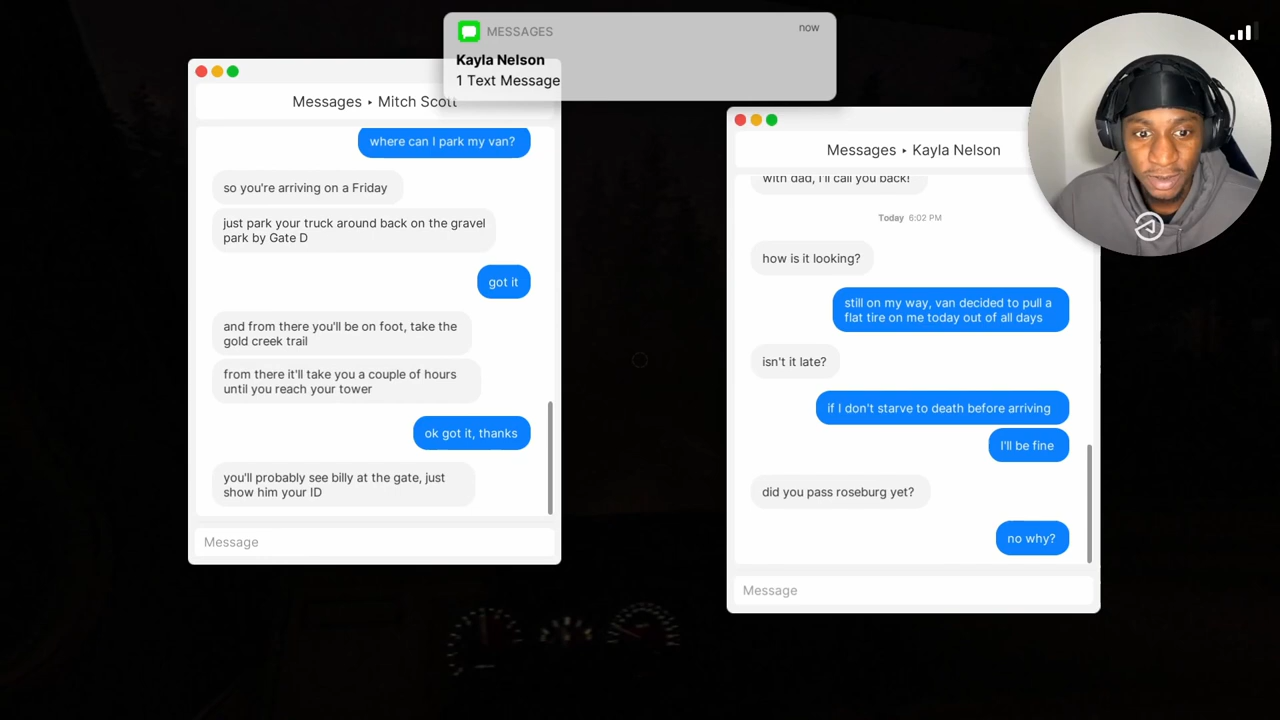 MESSAGES
now
Kayla Nelson
1 Text Message
Messages ‣ Mitch Scott
where can I park my van?
so you're arriving on a Friday
just park your truck around back on the gravel
park by Gate D
got it
and from there you'll be on foot, take the
gold creek trail
from there it'll take you a couple of hours
until you reach your tower
ok got it, thanks
you'll probably see billy at the gate, just
show him your ID
Message
Messages ‣ Kayla Nelson
with dad, I'll call you back!
Today 6:02 PM
how is it looking?
still on my way, van decided to pull a
flat tire on me today out of all days
isn't it late?
if I don't starve to death before arriving
I'll be fine
did you pass roseburg yet?
no why?
Message